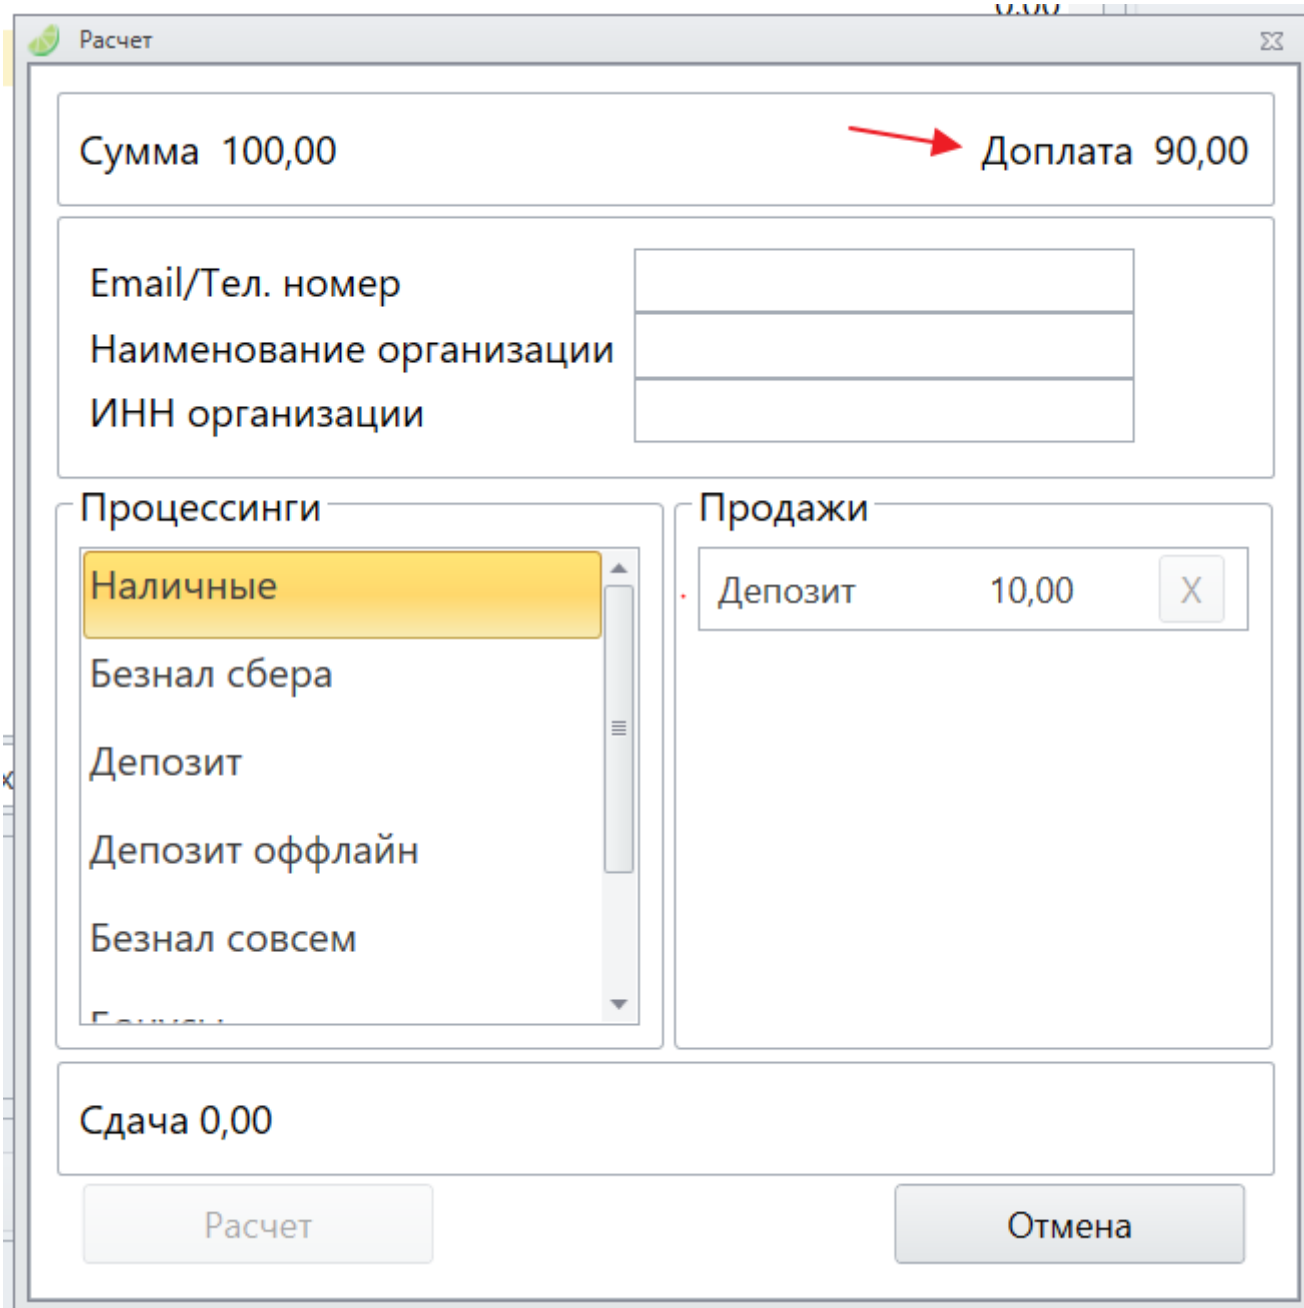 Расчет
Сумма 100,00
Доплата 90,00
Email/Тел. номер
Наименование организации
ИНН организации
Процессинги
Наличные
Безнал сбера
Депозит
Депозит оффлайн
Безнал совсем
Продажи
Депозит 10,00 X
Сдача 0,00
Расчет
Отмена